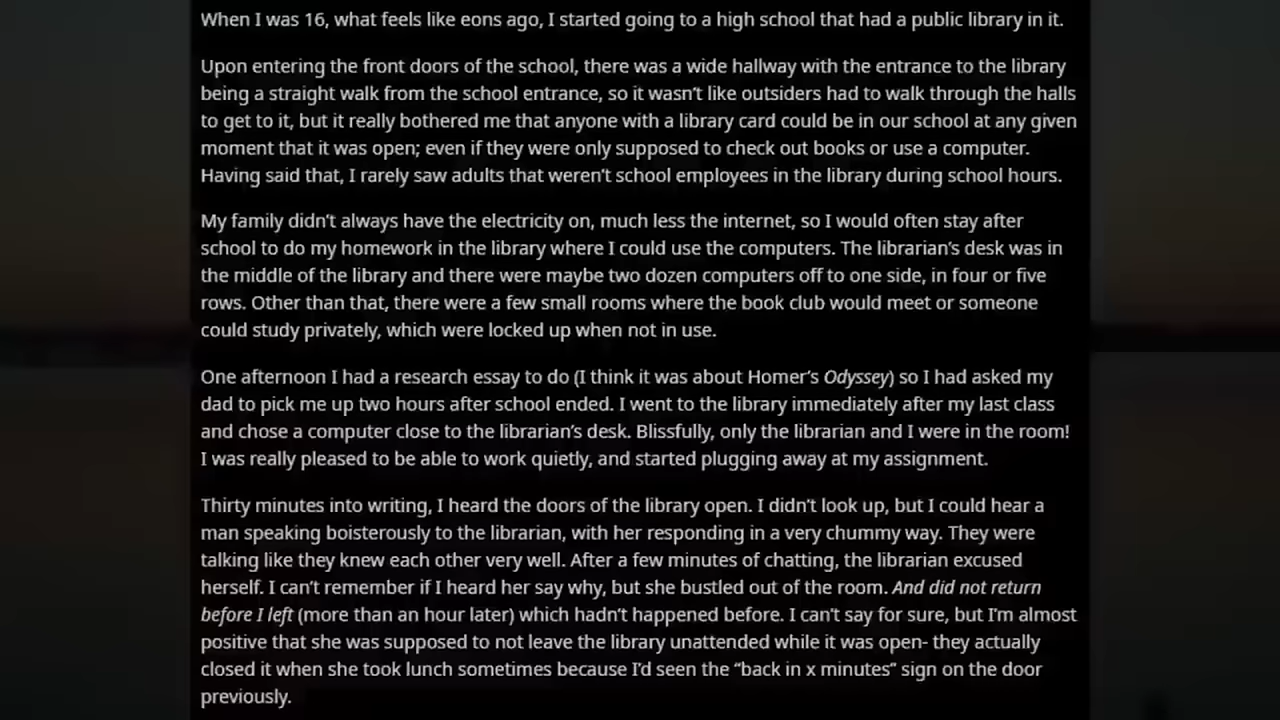 When I was 16, what feels like eons ago, I started going to a high school that had a public library in it.
Upon entering the front doors of the school, there was a wide hallway with the entrance to the library
being a straight walk from the school entrance, so it wasn't like outsiders had to walk through the halls
to get to it, but it really bothered me that anyone with a library card could be in our school at any given
moment that it was open; even if they were only supposed to check out books or use a computer.
Having said that, I rarely saw adults that weren't school employees in the library during school hours.
My family didn't always have the electricity on, much less the internet, so I would often stay after
school to do my homework in the library where I could use the computers. The librarian's desk was in
the middle of the library and there were maybe two dozen computers off to one side, in four or five
rows. Other than that, there were a few small rooms where the book club would meet or someone
could study privately, which were locked up when not in use.
One afternoon I had a research essay to do (I think it was about Homer's Odyssey) so I had asked my
dad to pick me up two hours after school ended. I went to the library immediately after my last class
and chose a computer close to the librarian's desk. Blissfully, only the librarian and I were in the room!
I was really pleased to be able to work quietly, and started plugging away at my assignment.
Thirty minutes into writing, I heard the doors of the library open. I didn't look up, but I could hear a
man speaking boisterously to the librarian, with her responding in a very chummy way. They were
talking like they knew each other very well. After a few minutes of chatting, the librarian excused
herself. I can't remember if I heard her say why, but she bustled out of the room. And did not return
before I left (more than an hour later) which hadn't happened before. I can't say for sure, but I'm almost
positive that she was supposed to not leave the library unattended while it was open- they actually
closed it when she took lunch sometimes because I'd seen the "back in x minutes" sign on the door
previously.